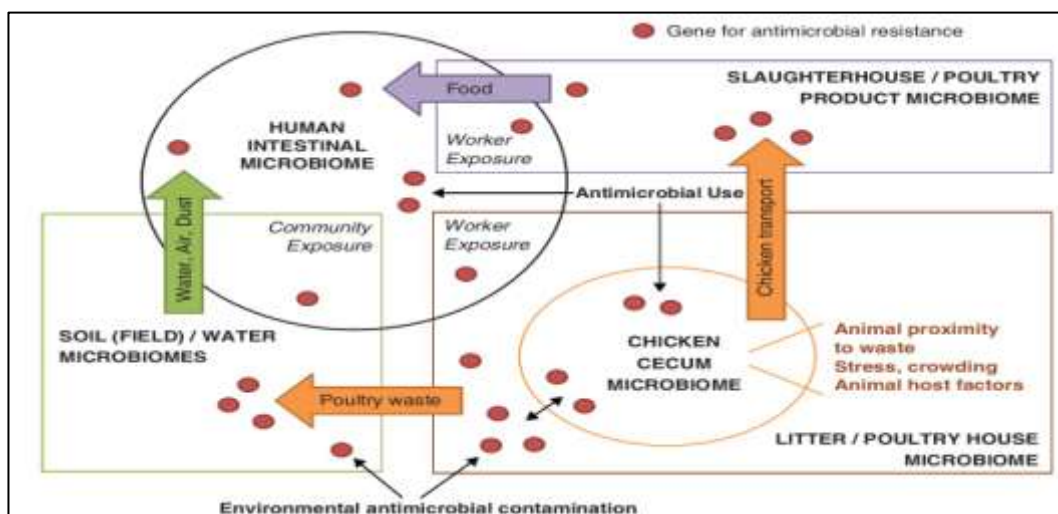 Gene for antimicrobial resistance
SLAUGHTERHOUSE / POULTRY
PRODUCT MICROBIOME
Food
HUMAN
INTESTINAL
MICROBIOME
Worker
Exposure
Antimicrobial Use
Water, Air, Dust
Community
Exposure
Worker
Exposure
Chicken transport
SOIL (FIELD) / WATER
MICROBIOMES
CHICKEN
CECUM
MICROBIOME
Animal proximity
to waste
Stress, crowding
Animal host factors
Poultry waste
LITTER / POULTRY HOUSE
MICROBIOME
Environmental antimicrobial contamination